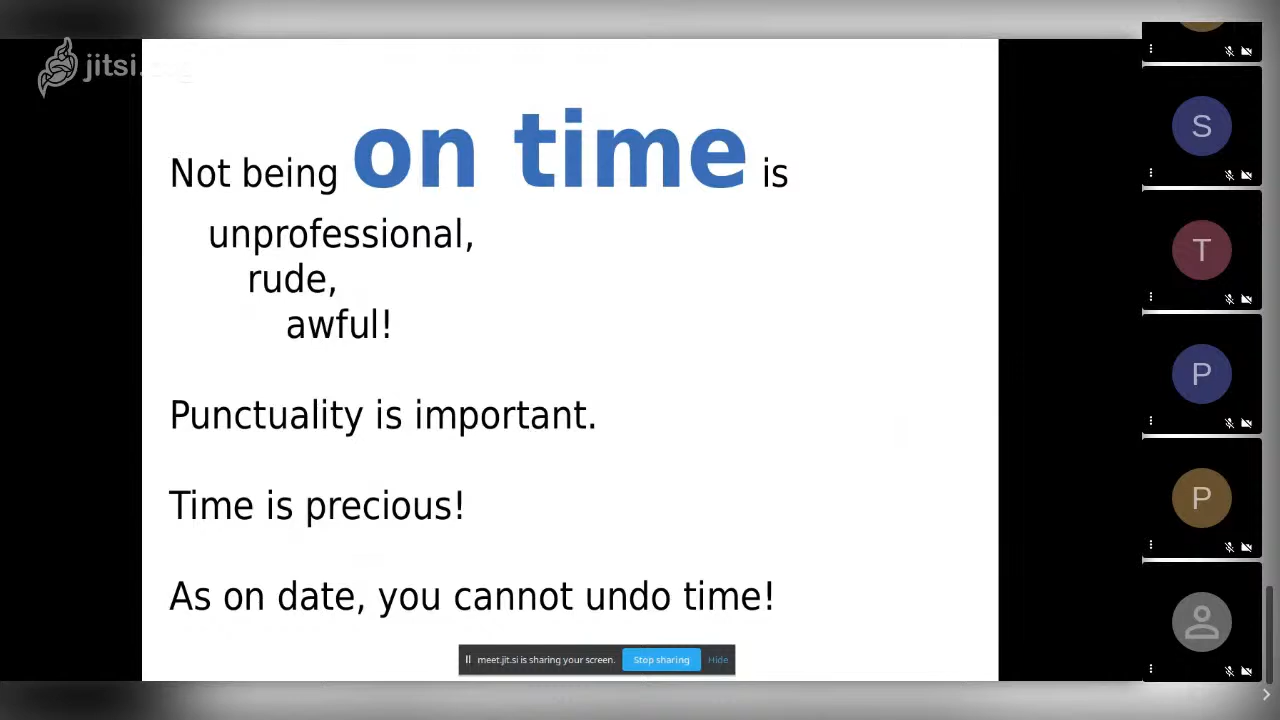 jitsi.org
Not being on time is
unprofessional,
rude,
awful!
Punctuality is important.
Time is precious!
As on date, you cannot undo time!
meet.jit.si is sharing your screen. Stop sharing Hide
S
T
P
P